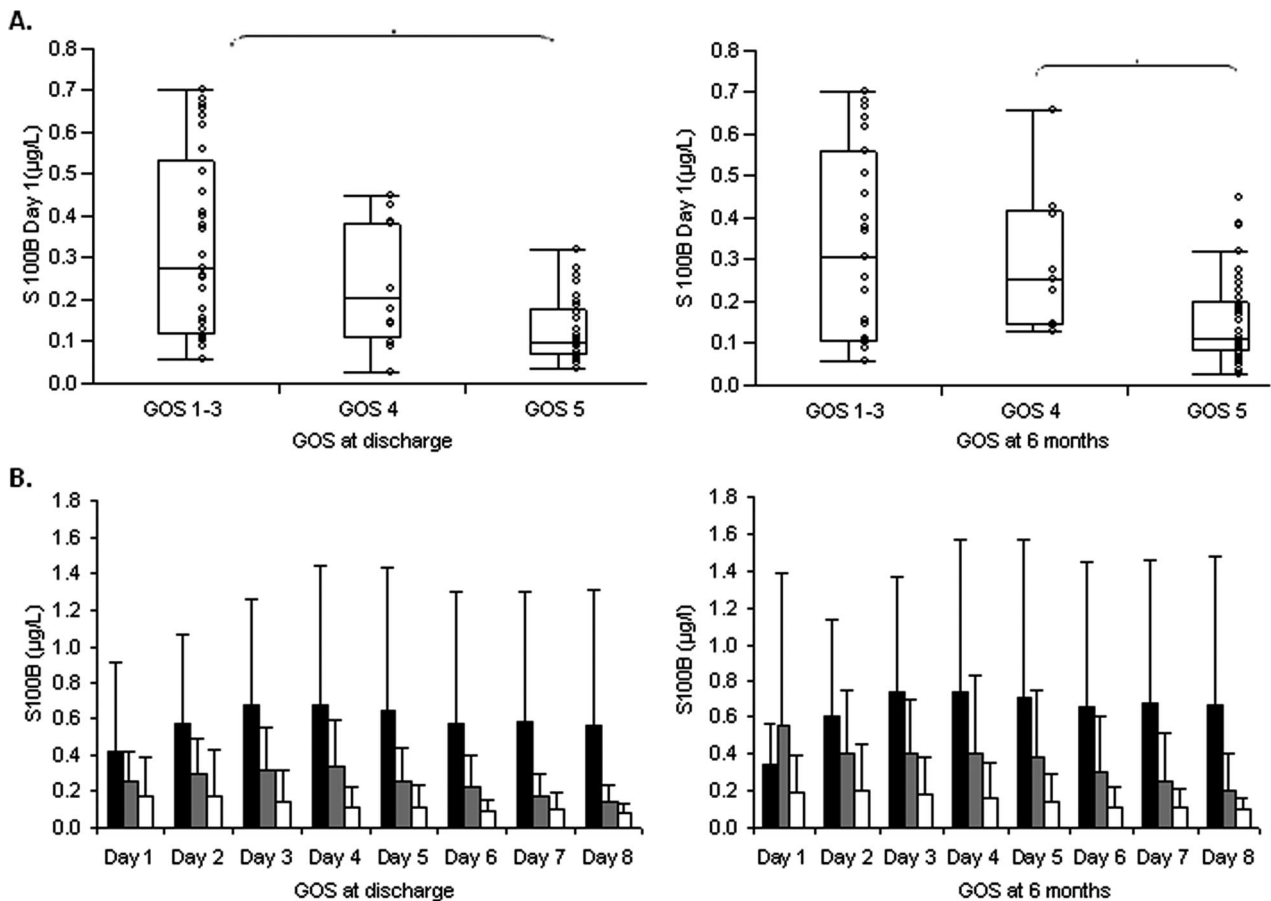 A.
0.8
0.7
0.6
0.5
0.4
0.3
0.2
0.1
0.0
S 100B Day 1(µg/L)
GOS 1-3 GOS 4 GOS 5
GOS at discharge
0.8
0.7
0.6
0.5
0.4
0.3
0.2
0.1
0.0
S 100B Day 1(µg/L)
GOS 1-3 GOS 4 GOS 5
GOS at 6 months
B.
1.8
1.6
1.4
1.2
1.0
0.8
0.6
0.4
0.2
0.0
S100B (µg/L)
Day 1 Day 2 Day 3 Day 4 Day 5 Day 6 Day 7 Day 8
GOS at discharge
1.8
1.6
1.4
1.2
1.0
0.8
0.6
0.4
0.2
0.0
S100B (µg/l)
Day 1 Day 2 Day 3 Day 4 Day 5 Day 6 Day 7 Day 8
GOS at 6 months